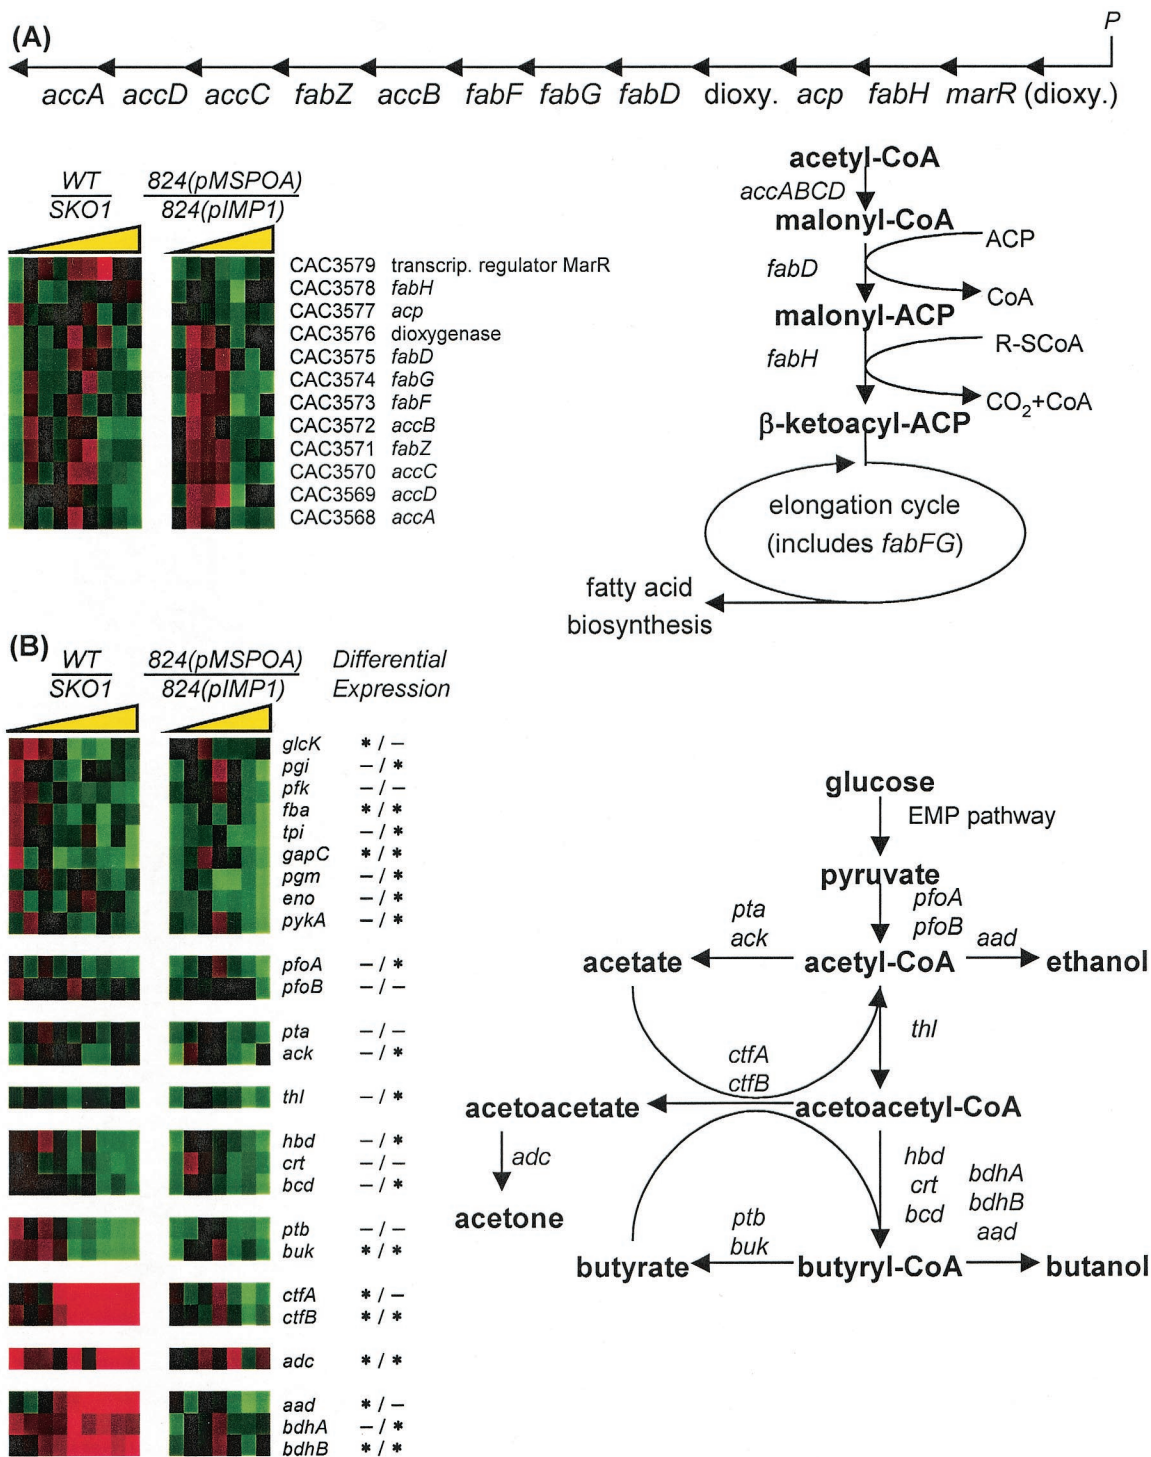 (A)
P
accA accD accC fabZ accB fabF fabG fabD dioxy. acp fabH marR (dioxy.)
WT
SKO1
824(pMSPOA)
824(pIMP1)
CAC3579 transcrip. regulator MarR
CAC3578 fabH
CAC3577 acp
CAC3576 dioxygenase
CAC3575 fabD
CAC3574 fabG
CAC3573 fabF
CAC3572 accB
CAC3571 fabZ
CAC3570 accC
CAC3569 accD
CAC3568 accA
acetyl-CoA
accABCD
malonyl-CoA
ACP
fabD
CoA
malonyl-ACP
R-SCoA
fabH
CO2+CoA
β-ketoacyl-ACP
elongation cycle
(includes fabFG)
fatty acid
biosynthesis
(B)
WT
SKO1
824(pMSPOA)
824(pIMP1)
Differential
Expression
glcK * / –
pgi – / *
pfk – / –
fba * / *
tpi – / *
gapC * / *
pgm – / *
eno – / *
pykA – / *
pfoA – / *
pfoB – / –
pta – / –
ack – / *
thl – / *
hbd – / *
crt – / –
bcd – / *
ptb – / –
buk * / *
ctfA * / –
ctfB * / *
adc * / *
aad * / –
bdhA – / *
bdhB * / *
glucose
EMP pathway
pyruvate
pfoA
pfoB
pta
ack
aad
acetate
acetyl-CoA
ethanol
thl
ctfA
ctfB
acetoacetate
acetoacetyl-CoA
adc
hbd
crt
bcd
bdhA
bdhB
aad
acetone
ptb
buk
butyrate
butyryl-CoA
butanol